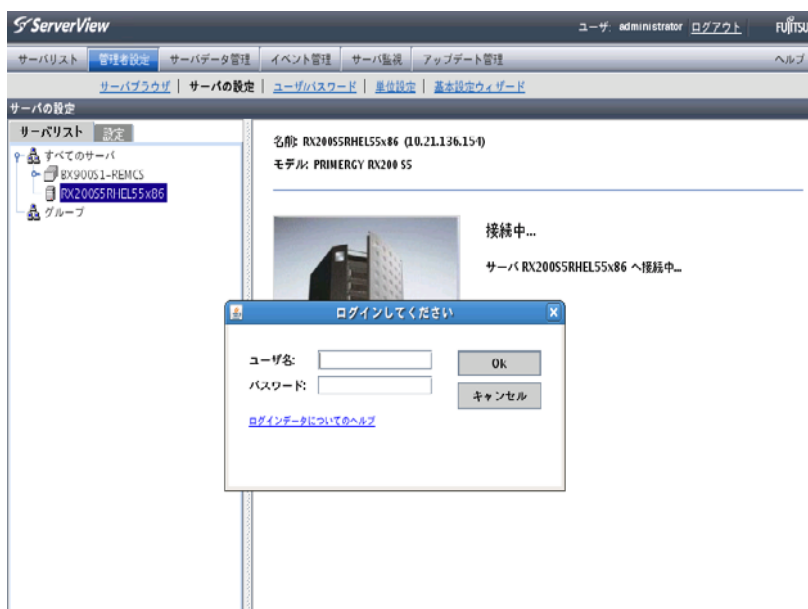 ServerView ユーザ: administrator ログアウト FUJITSU
サーバリスト 管理者設定 サーバデータ管理 イベント管理 サーバ監視 アップデート管理 ヘルプ
サーバブラウザ | サーバの設定 | ユーザ/パスワード | 単位設定 | 基本設定ウィザード
サーバの設定
サーバリスト 設定
すべてのサーバ
BX900S1-REMCS
RX200S5RHEL55x86
グループ
名前: RX200S5RHEL55x86 (10.21.136.154)
モデル: PRIMERGY RX200 S5
接続中...
サーバ RX200S5RHEL55x86 へ接続中...
ログインしてください
ユーザ名:
Ok
パスワード:
キャンセル
ログインデータについてのヘルプ